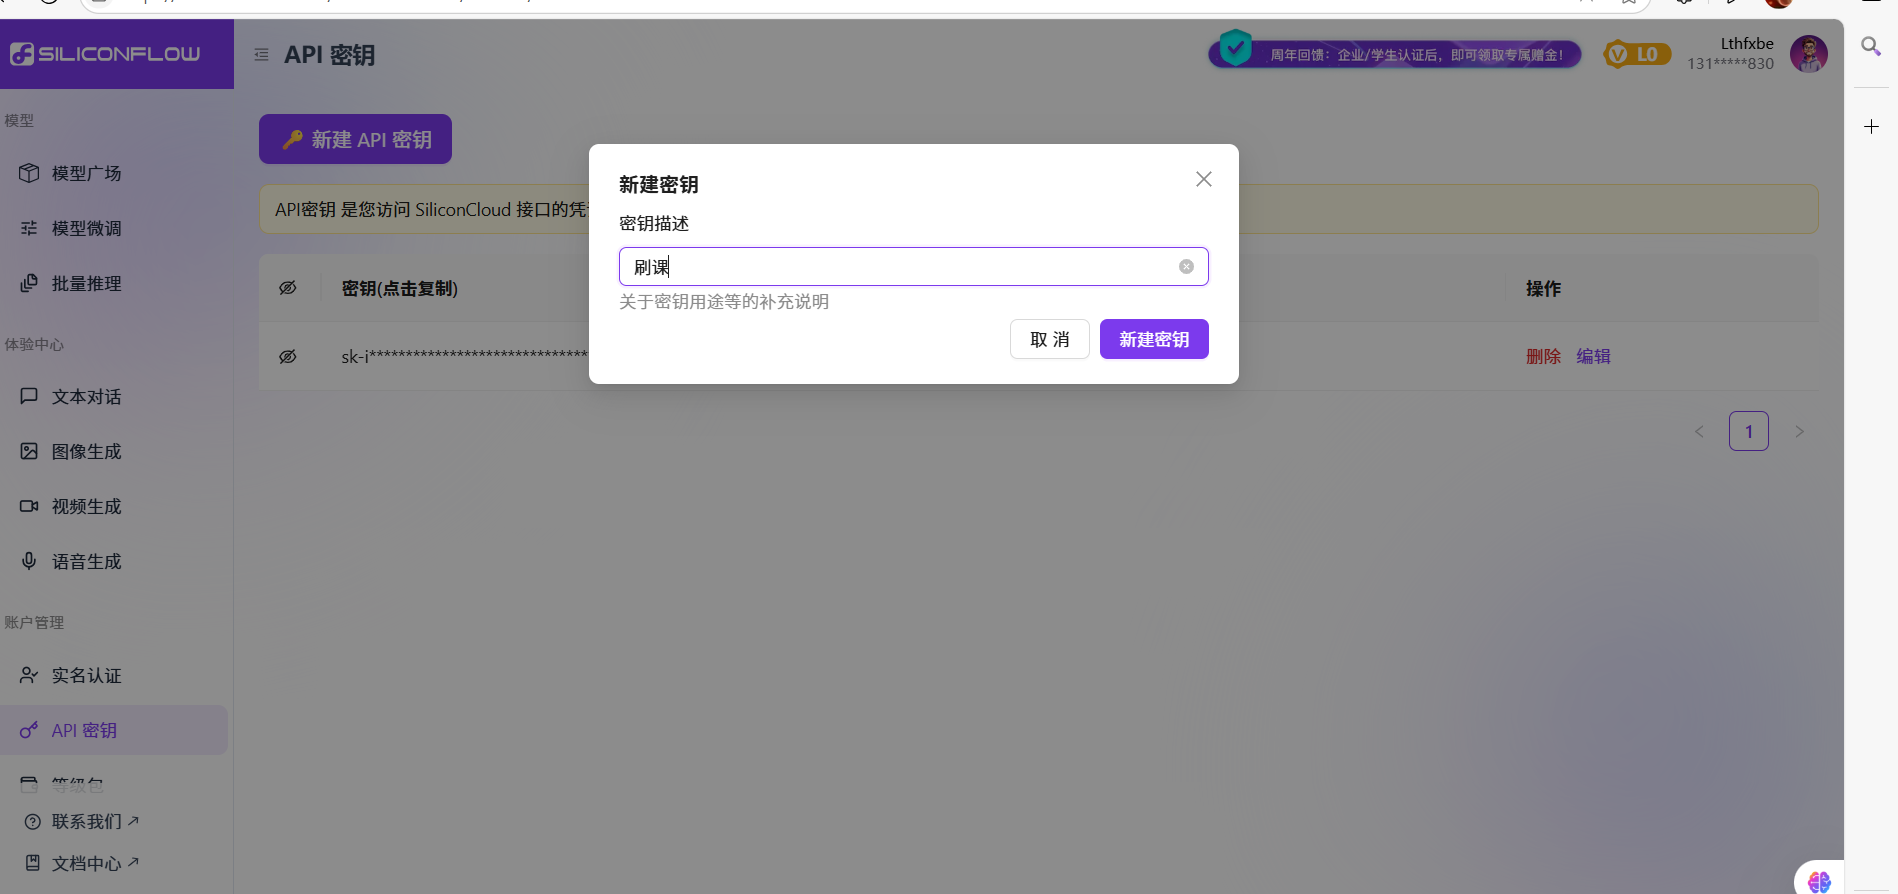 SILICONFLOW
API 密钥
周年回馈：企业/学生认证后，即可领取专属赠金！
L0
Lthfxbe
131*****830
模型
模型广场
模型微调
批量推理
体验中心
文本对话
图像生成
视频生成
语音生成
账户管理
实名认证
API 密钥
等级包
联系我们
文档中心
新建 API 密钥
API密钥 是您访问 SiliconCloud 接口的凭
密钥(点击复制)
操作
sk-i******************************
删除 编辑
1
新建密钥
密钥描述
刷课
关于密钥用途等的补充说明
取 消
新建密钥